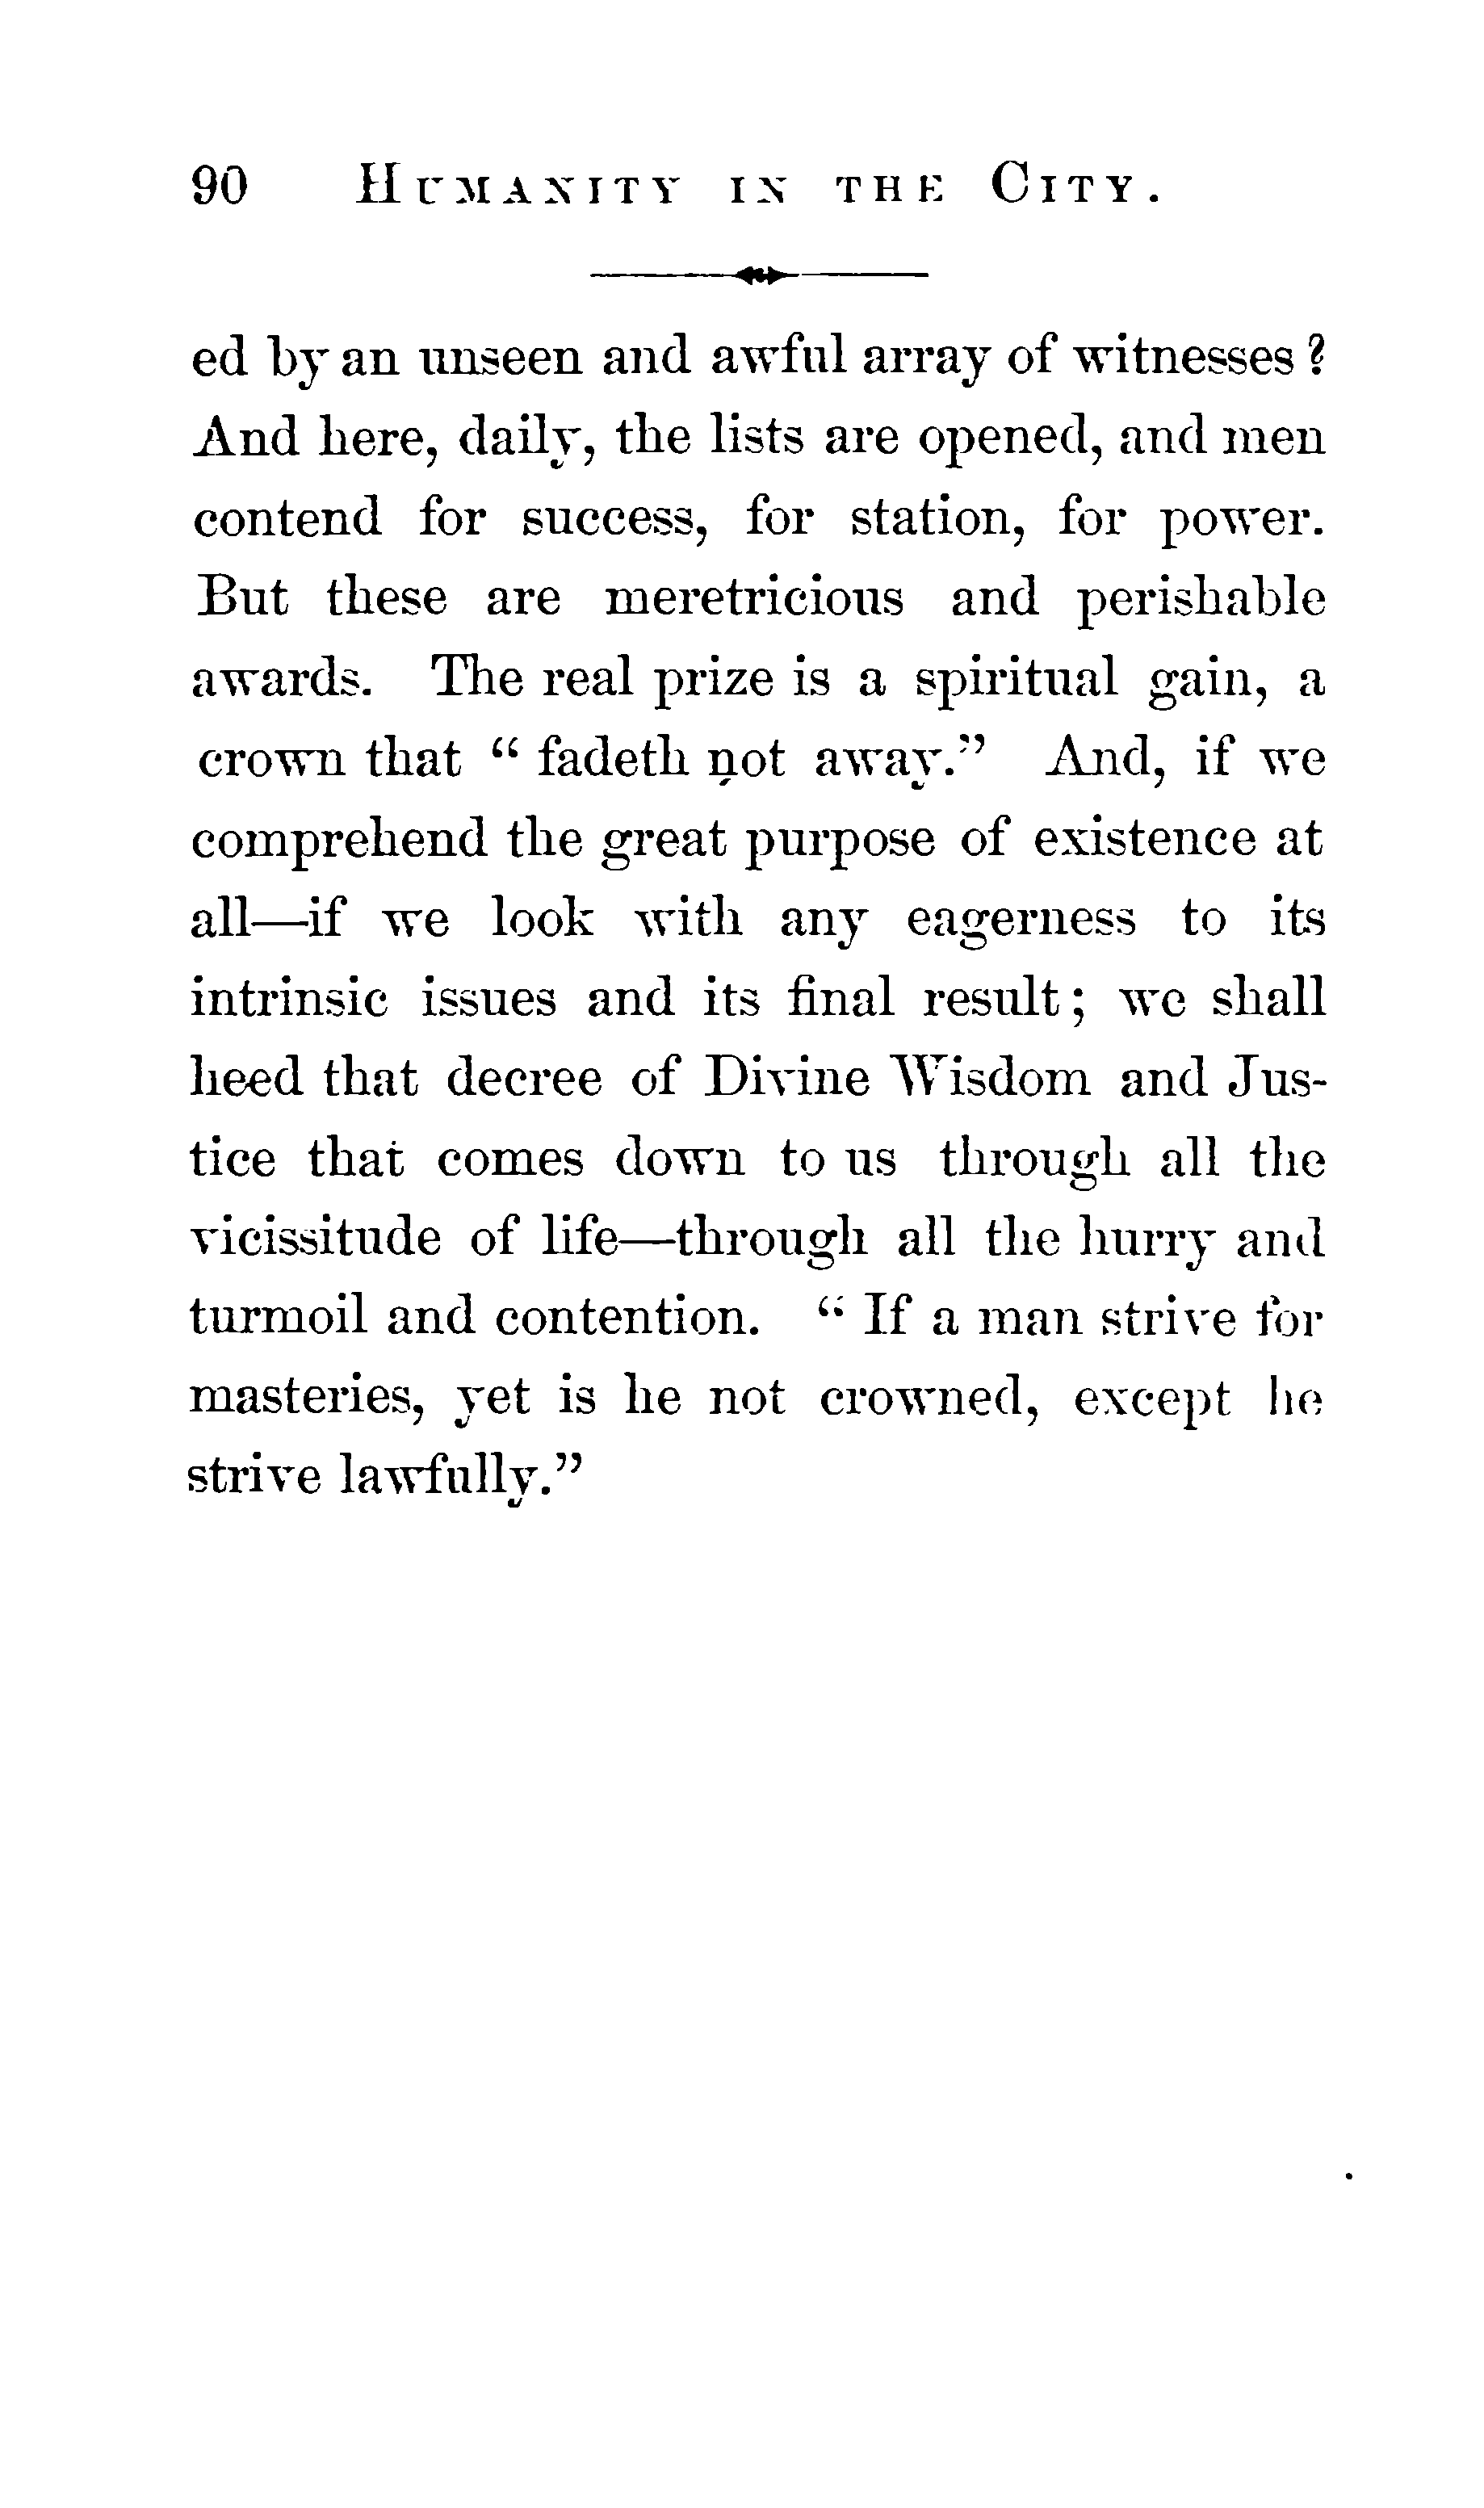 90 HUMANITY IN THE CITY.
ed by an unseen and awful array of witnesses?
And here, daily, the lists are opened, and men
contend for success, for station, for power.
But these are meretricious and perishable
awards. The real prize is a spiritual gain, a
crown that " fadeth not away." And, if we
comprehend the great purpose of existence at
all—if we look with any eagerness to its
intrinsic issues and its final result; we shall
heed that decree of Divine Wisdom and Jus-
tice that comes down to us through all the
vicissitude of life—through all the hurry and
turmoil and contention. " If a man strive for
masteries, yet is he not crowned, except he
strive lawfully."